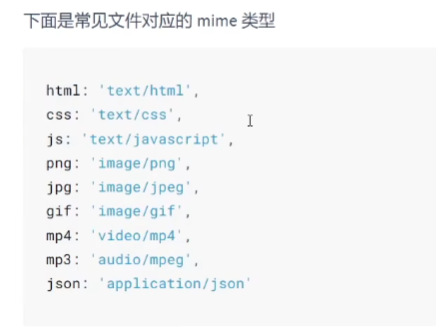 下面是常见文件对应的 mime 类型
html: 'text/html',
css: 'text/css',
js: 'text/javascript',
png: 'image/png',
jpg: 'image/jpeg',
gif: 'image/gif',
mp4: 'video/mp4',
mp3: 'audio/mpeg',
json: 'application/json'